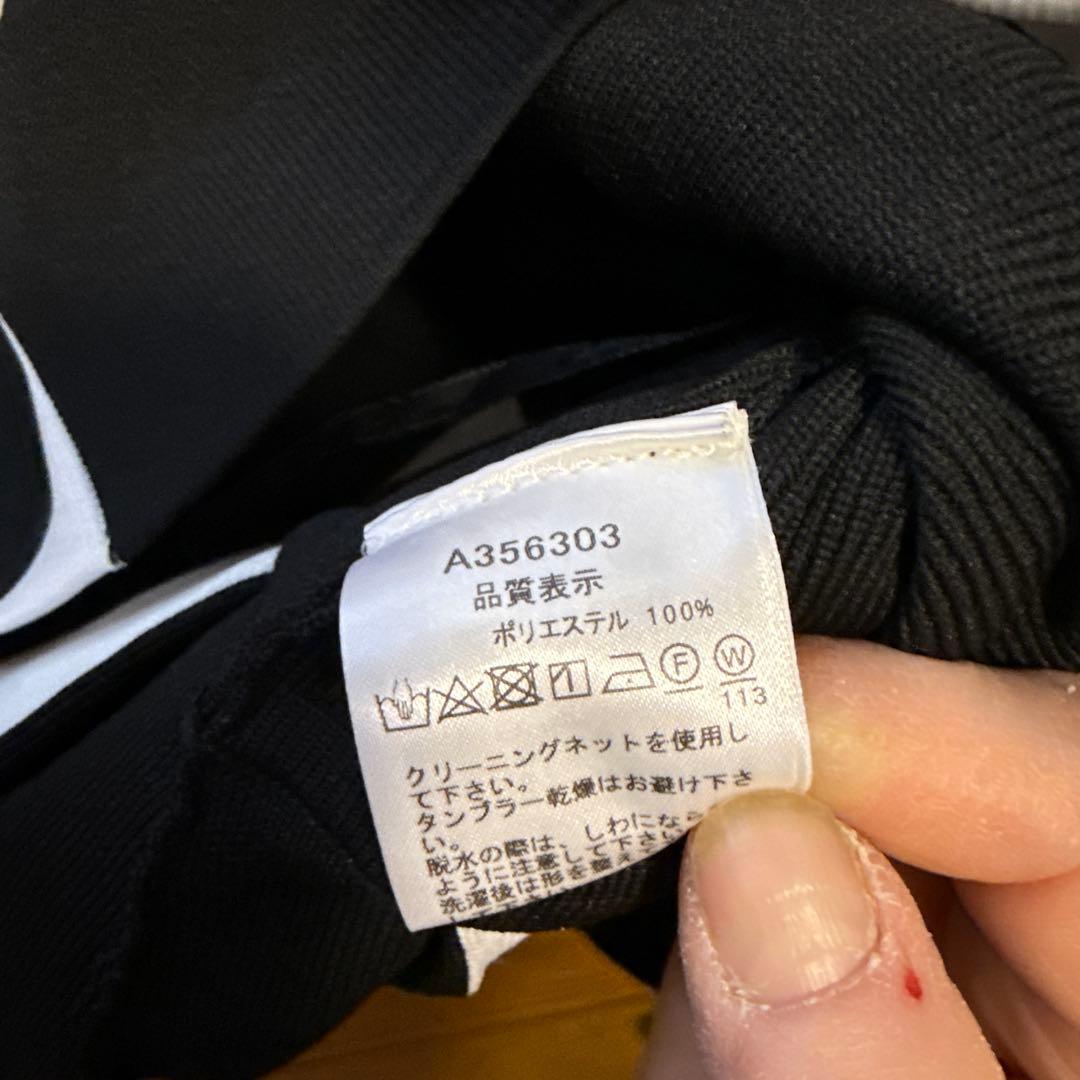 A356303
品質表示
ポリエステル 100%
F W
113
クリーニングネットを使用し
て下さい。
タンブラー乾燥はお避け下さ
い。
脱水の際は、しわになら
ように注意して下さい
洗濯後は形を整え